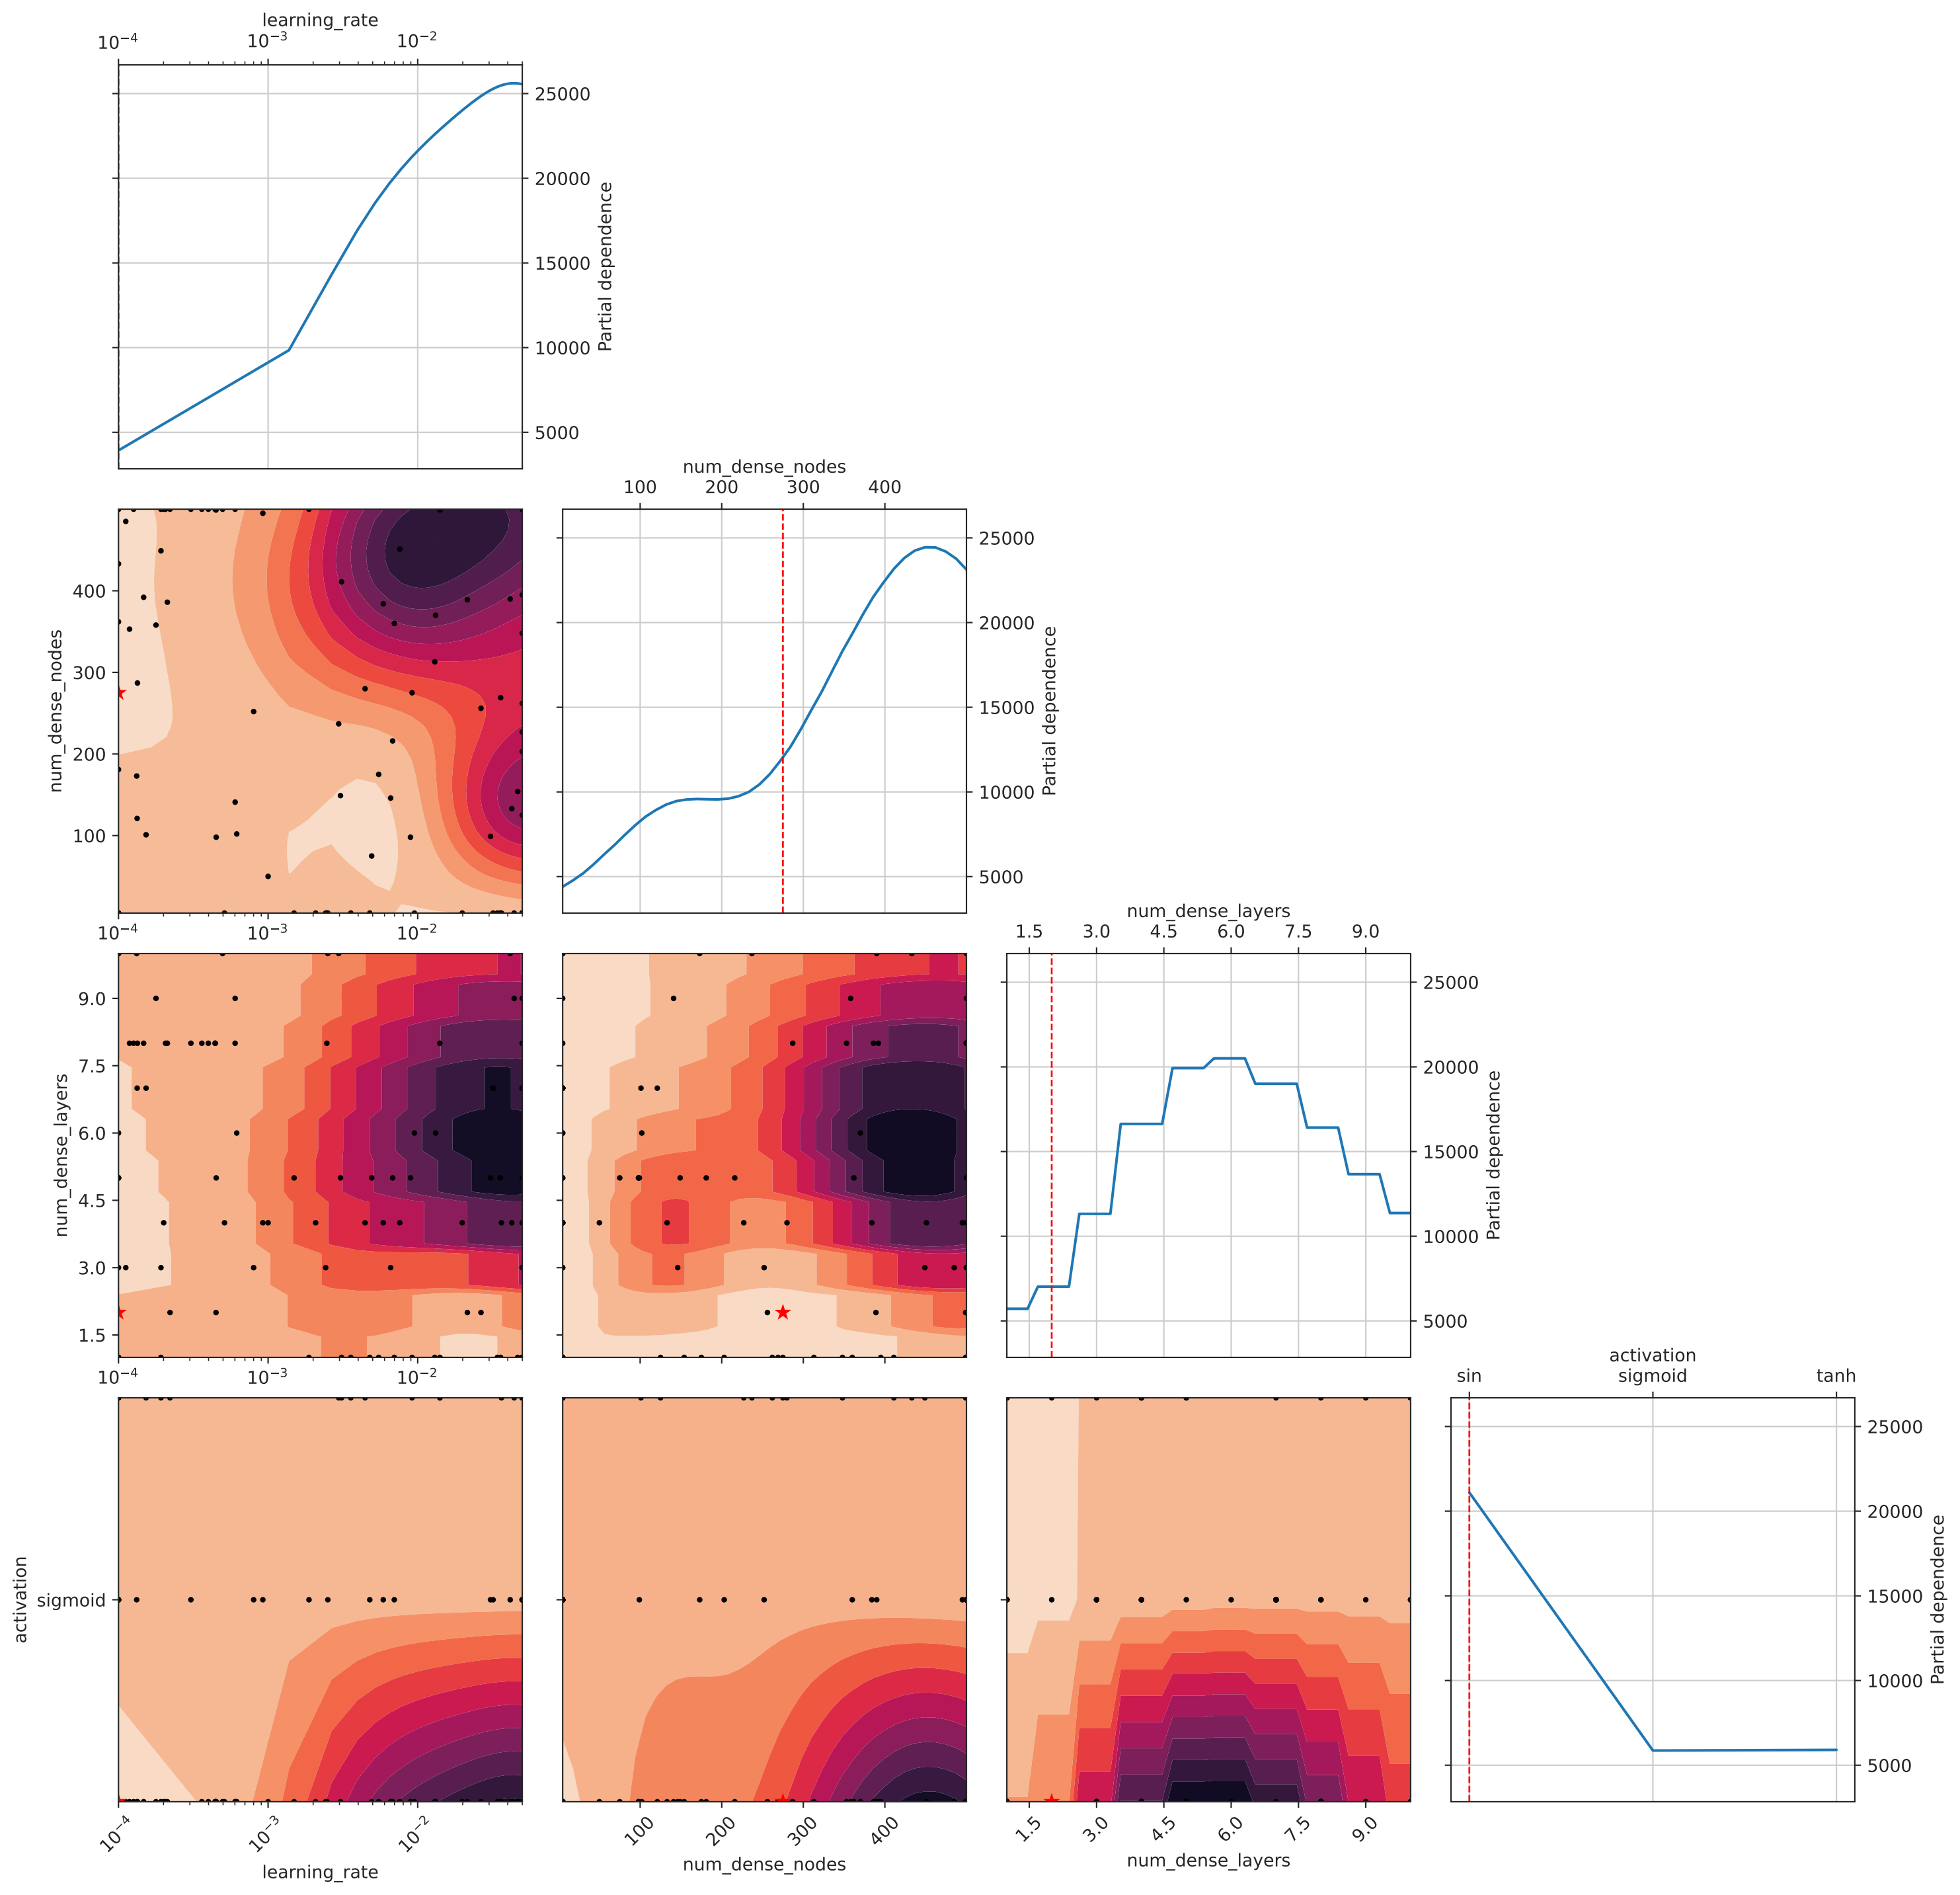 learning_rate
10⁻⁴ 10⁻³ 10⁻²
25000
20000
15000
10000
5000
Partial dependence
num_dense_nodes
100 200 300 400
400
300
200
100
num_dense_nodes
10⁻⁴ 10⁻³ 10⁻²
25000
20000
15000
10000
5000
Partial dependence
num_dense_layers
1.5 3.0 4.5 6.0 7.5 9.0
9.0
7.5
6.0
4.5
3.0
1.5
num_dense_layers
10⁻⁴ 10⁻³ 10⁻²
25000
20000
15000
10000
5000
Partial dependence
activation
sin sigmoid tanh
sigmoid
activation
25000
20000
15000
10000
5000
Partial dependence
10⁻⁴ 10⁻³ 10⁻²
learning_rate
100 200 300 400
num_dense_nodes
1.5 3.0 4.5 6.0 7.5 9.0
num_dense_layers